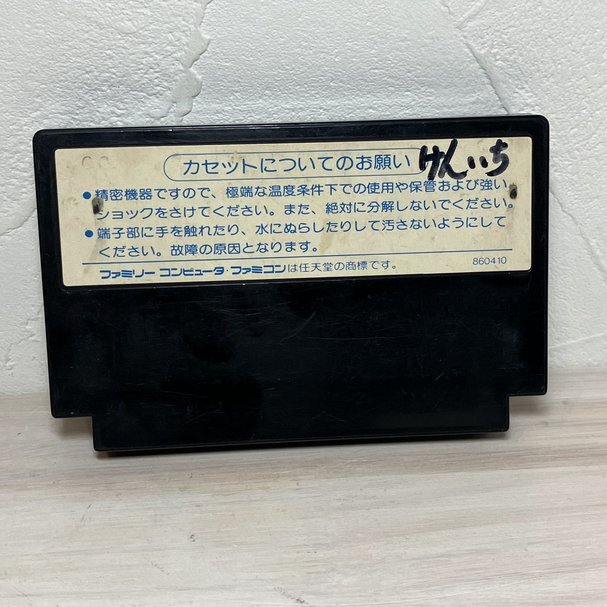 カセットについてのお願い けんいち
●精密機器ですので、極端な温度条件下での使用や保管および強い
ショックをさけてください。また、絶対に分解しないでください。
●端子部に手を触れたり、水にぬらしたりして汚さないようにして
ください。故障の原因となります。
ファミリー コンピュータ・ファミコンは任天堂の商標です。 860410